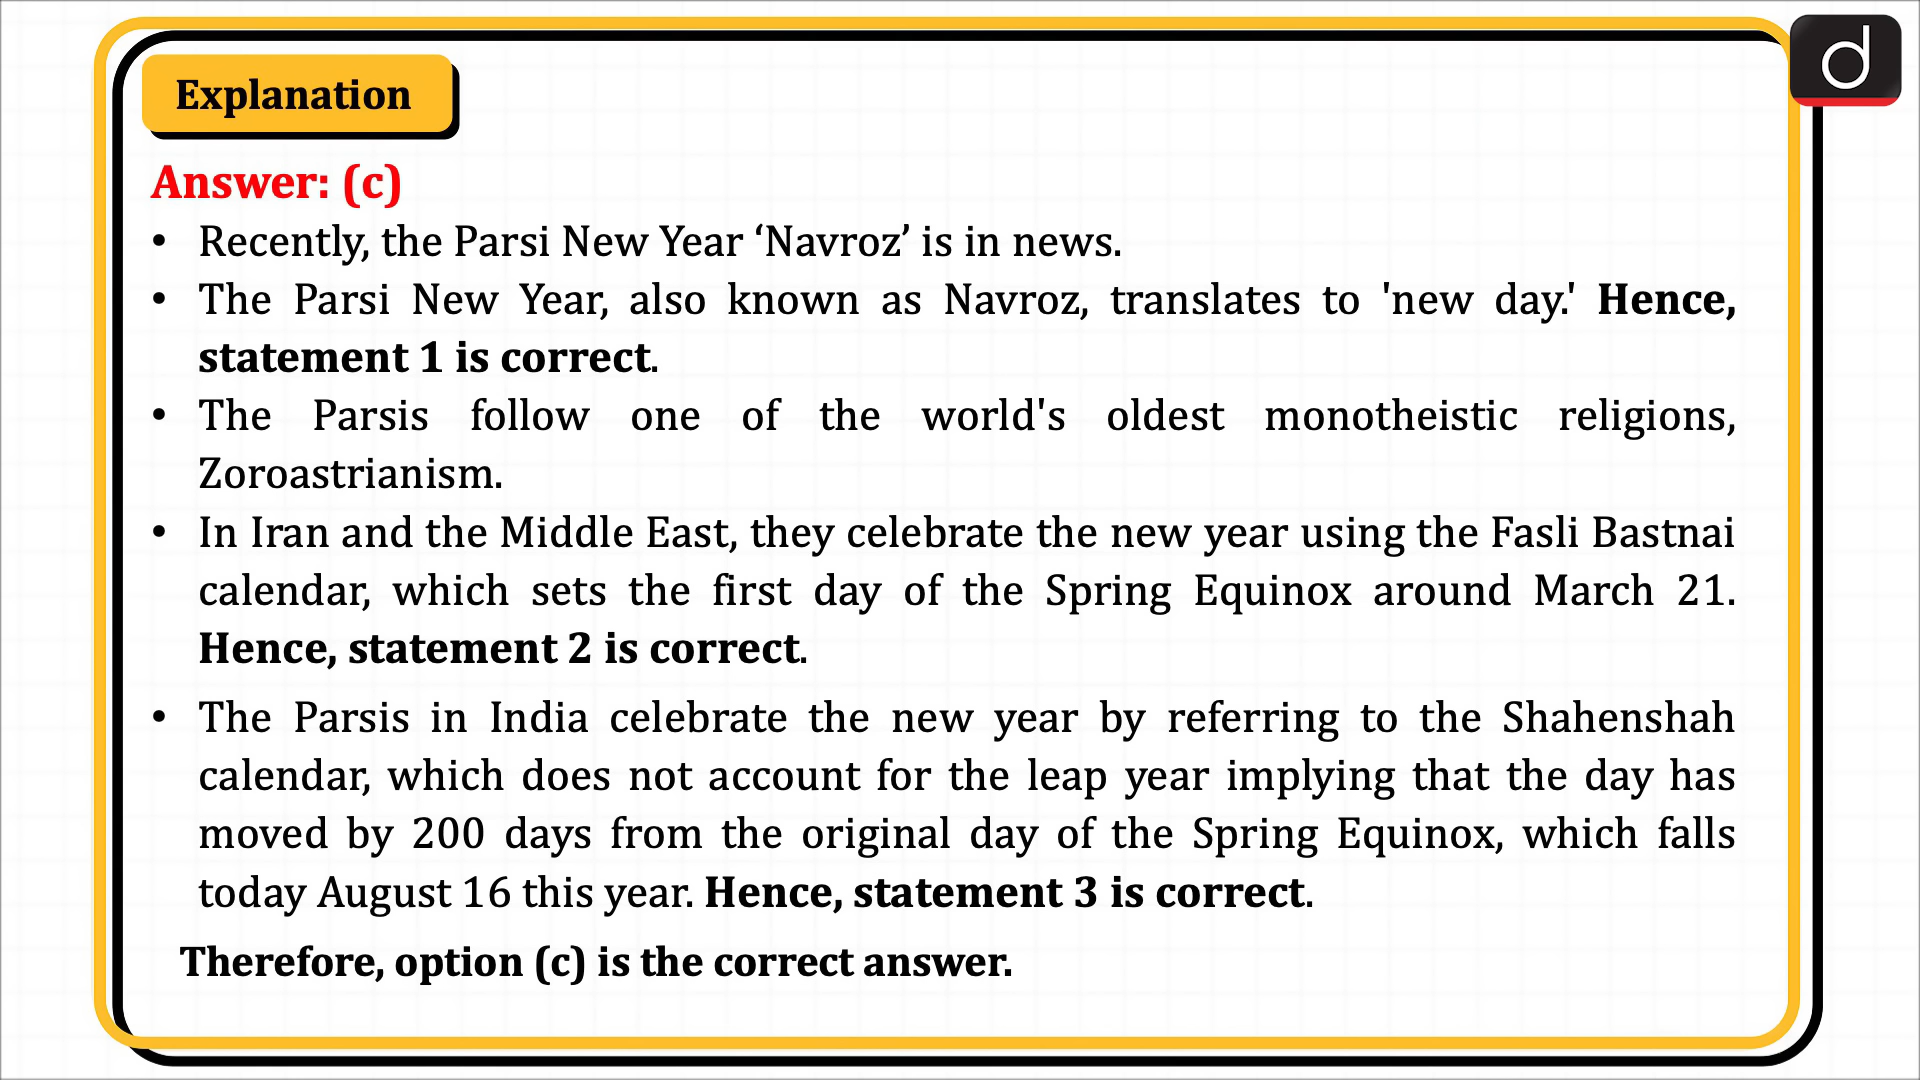 Explanation
d
Answer: (c)
• Recently, the Parsi New Year ‘Navroz’ is in news.
• The Parsi New Year, also known as Navroz, translates to 'new day.' Hence,
statement 1 is correct.
• The Parsis follow one of the world's oldest monotheistic religions,
Zoroastrianism.
• In Iran and the Middle East, they celebrate the new year using the Fasli Bastnai
calendar, which sets the first day of the Spring Equinox around March 21.
Hence, statement 2 is correct.
• The Parsis in India celebrate the new year by referring to the Shahenshah
calendar, which does not account for the leap year implying that the day has
moved by 200 days from the original day of the Spring Equinox, which falls
today August 16 this year. Hence, statement 3 is correct.
Therefore, option (c) is the correct answer.